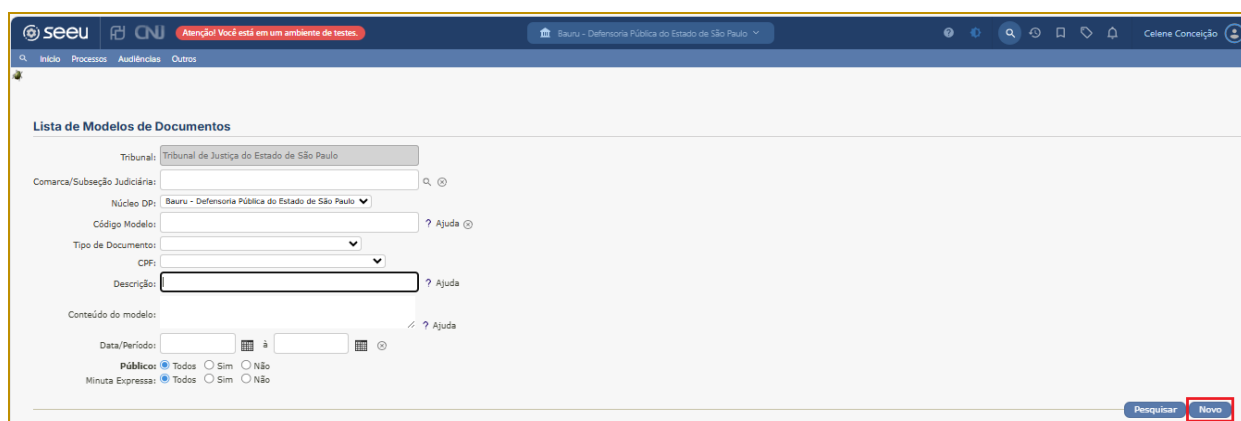 seeu CNJ Atenção! Você está em um ambiente de testes. Bauru - Defensoria Pública do Estado de São Paulo Celene Conceição
Início Processos Audiências Outros
Lista de Modelos de Documentos
Tribunal: Tribunal de Justiça do Estado de São Paulo
Comarca/Subseção Judiciária:
Núcleo DP: Bauru - Defensoria Pública do Estado de São Paulo
Código Modelo: ? Ajuda
Tipo de Documento:
CPF:
Descrição: ? Ajuda
Conteúdo do modelo: ? Ajuda
Data/Período: à
Público: Todos Sim Não
Minuta Expressa: Todos Sim Não
Pesquisar Novo